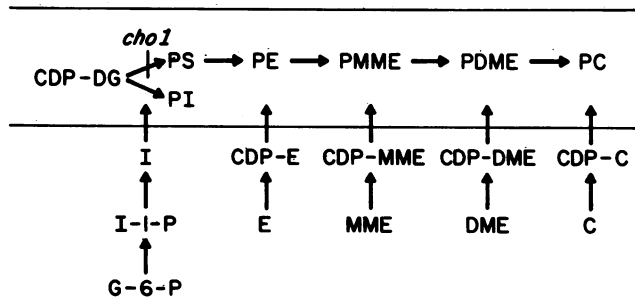 cho1
CDP-DG PS PE PMME PDME PC
PI
I CDP-E CDP-MME CDP-DME CDP-C
I-1-P E MME DME C
G-6-P